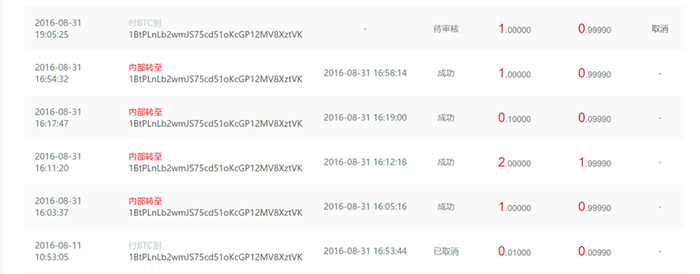 2016-08-31 付BTC到
19:05:25 1BtPLnLb2wmJS75cd51oKcGP12MV8XztVK - 待审核 1.00000 0.99990 取消
2016-08-31 内部转至
16:54:32 1BtPLnLb2wmJS75cd51oKcGP12MV8XztVK 2016-08-31 16:58:14 成功 1.00000 0.99990 -
2016-08-31 内部转至
16:17:47 1BtPLnLb2wmJS75cd51oKcGP12MV8XztVK 2016-08-31 16:19:00 成功 0.10000 0.09990 -
2016-08-31 内部转至
16:11:20 1BtPLnLb2wmJS75cd51oKcGP12MV8XztVK 2016-08-31 16:12:18 成功 2.00000 1.99990 -
2016-08-31 内部转至
16:03:37 1BtPLnLb2wmJS75cd51oKcGP12MV8XztVK 2016-08-31 16:05:16 成功 1.00000 0.99990 -
2016-08-11 付BTC到
10:53:05 1BtPLnLb2wmJS75cd51oKcGP12MV8XztVK 2016-08-31 16:53:44 已取消 0.01000 0.00990 -